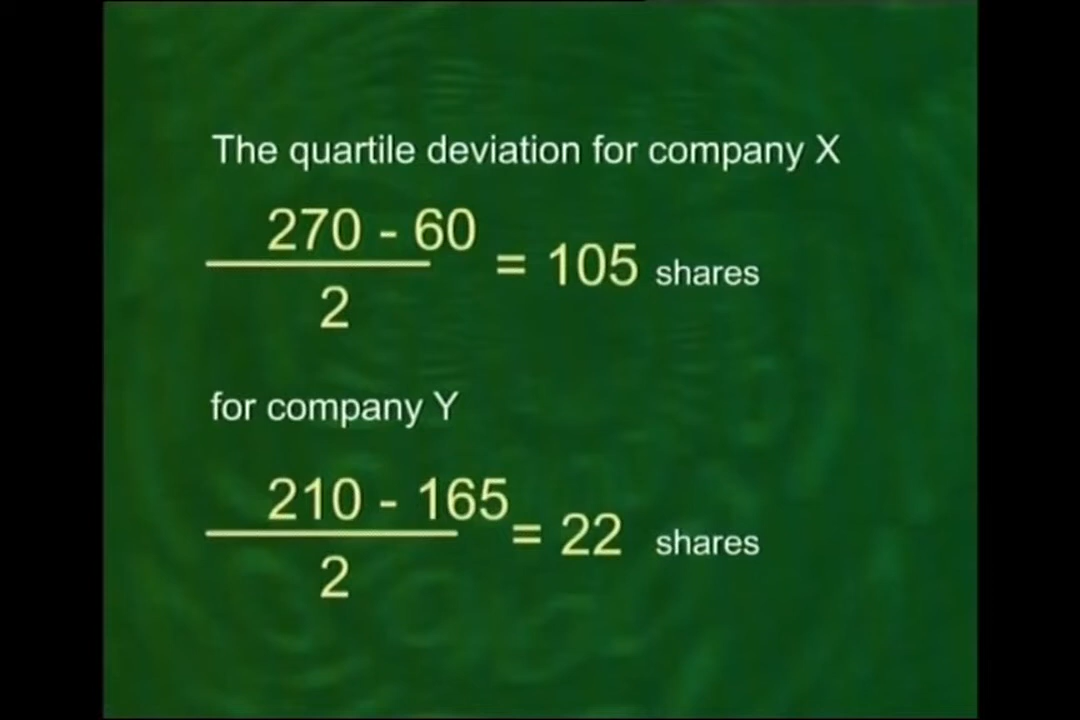 The quartile deviation for company X
270 - 60
= 105 shares
2
for company Y
210 - 165
= 22 shares
2